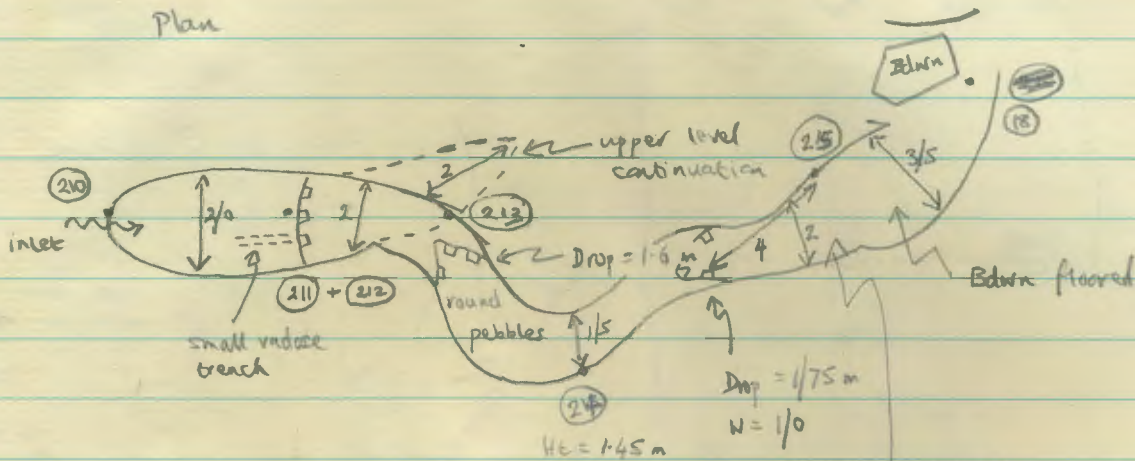 Plan
Bdwn
18
upper level
continuation
215
3/5
210
2/0
2
2
213
inlet
Drop = 1.6 m
4
2
Bdwn floored
211 + 212
round
pebbles
1/5
small vadose
trench
Drop = 1/75 m
W = 1/0
Ht = 1.45 m